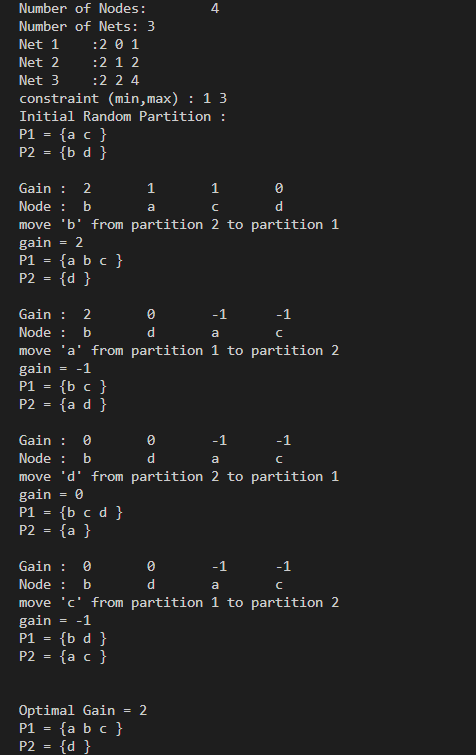 Number of Nodes: 4
Number of Nets: 3
Net 1 :2 0 1
Net 2 :2 1 2
Net 3 :2 2 4
constraint (min,max) : 1 3
Initial Random Partition :
P1 = {a c }
P2 = {b d }
Gain : 2 1 1 0
Node : b a c d
move 'b' from partition 2 to partition 1
gain = 2
P1 = {a b c }
P2 = {d }
Gain : 2 0 -1 -1
Node : b d a c
move 'a' from partition 1 to partition 2
gain = -1
P1 = {b c }
P2 = {a d }
Gain : 0 0 -1 -1
Node : b d a c
move 'd' from partition 2 to partition 1
gain = 0
P1 = {b c d }
P2 = {a }
Gain : 0 0 -1 -1
Node : b d a c
move 'c' from partition 1 to partition 2
gain = -1
P1 = {b d }
P2 = {a c }
Optimal Gain = 2
P1 = {a b c }
P2 = {d }